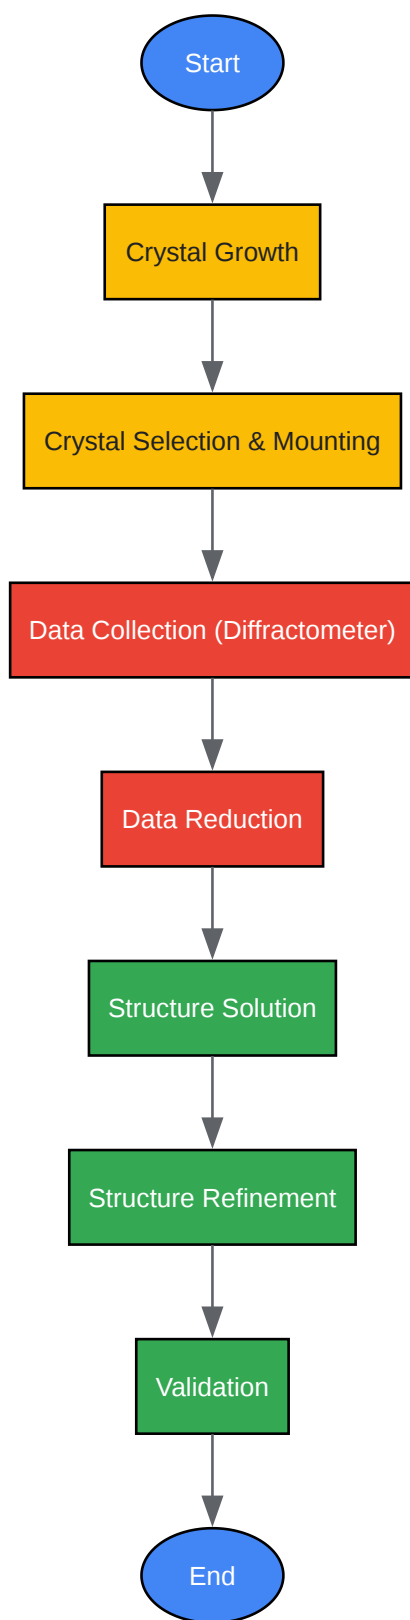 Start
Crystal Growth
Crystal Selection & Mounting
Data Collection (Diffractometer)
Data Reduction
Structure Solution
Structure Refinement
Validation
End